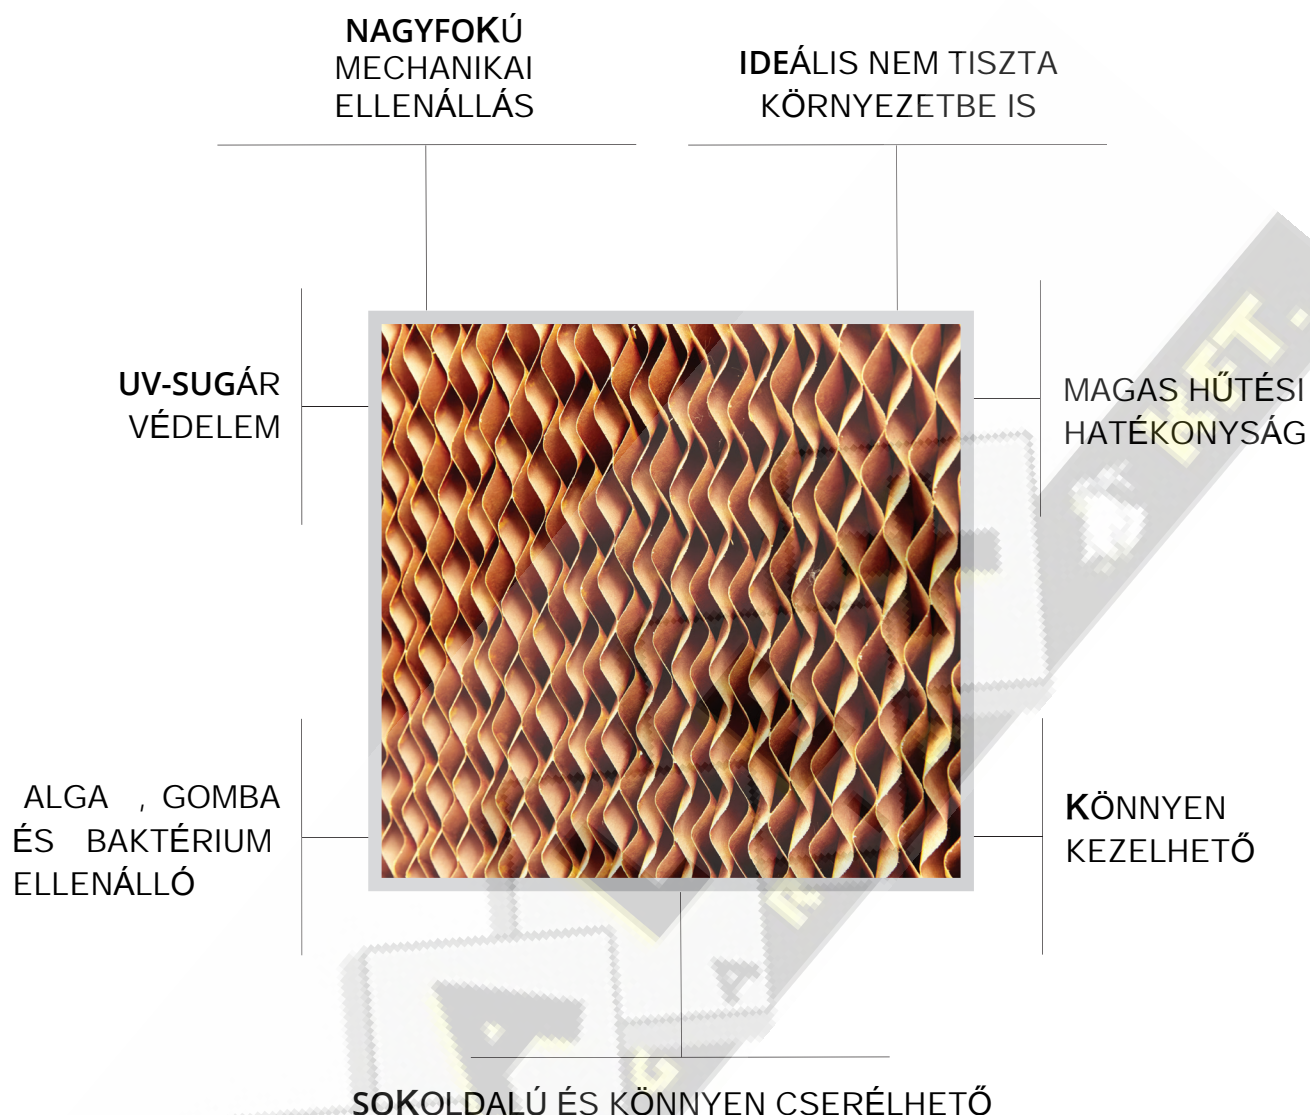 NAGYFOKÚ
MECHANIKAI
ELLENÁLLÁS
IDEÁLIS NEM TISZTA
KÖRNYEZETBE IS
UV-SUGÁR
VÉDELEM
MAGAS HŰTÉSI
HATÉKONYSÁG
ALGA , GOMBA
ÉS BAKTÉRIUM
ELLENÁLLÓ
KÖNNYEN
KEZELHETŐ
SOKOLDALÚ ÉS KÖNNYEN CSERÉLHETŐ
KFT.